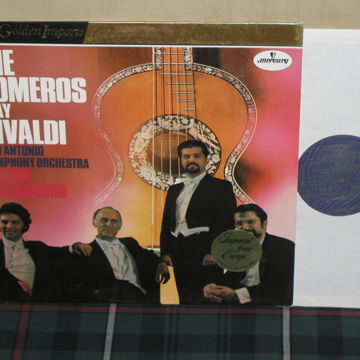 Golden Imports
HE
OMEROS
AY
IVALDI
ANTONIO
MPHONY ORCHESTRA
mercury
Imported
from
Europe